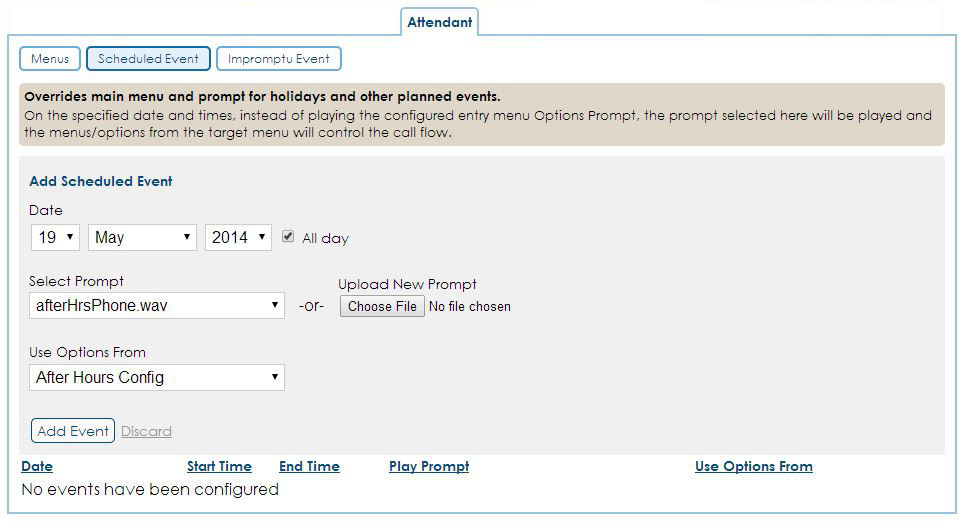 Attendant
Menus Scheduled Event Impromptu Event
Overrides main menu and prompt for holidays and other planned events.
On the specified date and times, instead of playing the configured entry menu Options Prompt, the prompt selected here will be played and
the menus/options from the target menu will control the call flow.
Add Scheduled Event
Date
19 May 2014 All day
Select Prompt
Upload New Prompt
afterHrsPhone.wav -or- Choose File No file chosen
Use Options From
After Hours Config
Add Event Discard
Date Start Time End Time Play Prompt Use Options From
No events have been configured